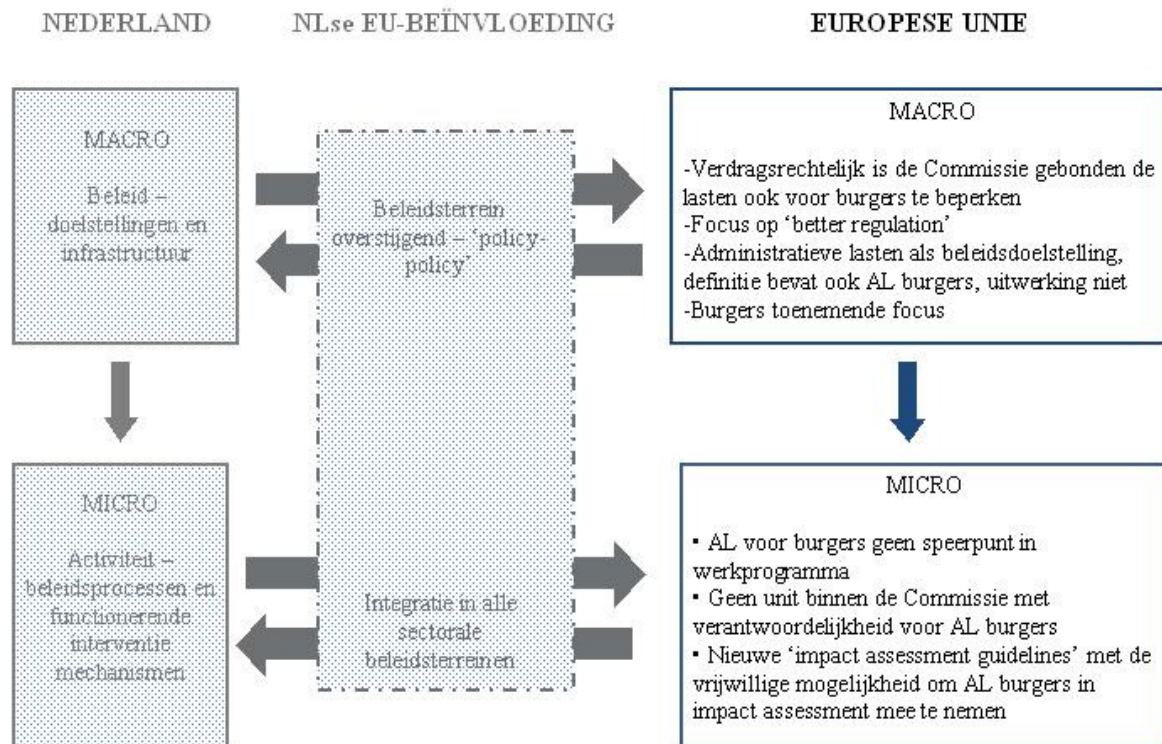 NEDERLAND
NLse EU-BEÏNVLOEDING
EUROPESE UNIE
MACRO
Beleid –
doelstellingen en
infrastructuur
Beleidsterrein
overstijgend – ‘policy-
policy’
MACRO
-Verdragsrechtelijk is de Commissie gebonden de
lasten ook voor burgers te beperken
-Focus op ‘better regulation’
-Administratieve lasten als beleidsdoelstelling,
definitie bevat ook AL burgers, uitwerking niet
-Burgers toenemende focus
MICRO
Activiteit –
beleidsprocessen en
functionerende
interventie
mechanismen
Integratie in alle
sectorale
beleidsterreinen
MICRO
▪ AL voor burgers geen speerpunt in
werkprogramma
▪ Geen unit binnen de Commissie met
verantwoordelijkheid voor AL burgers
▪ Nieuwe ‘impact assessment guidelines’ met de
vrijwillige mogelijkheid om AL burgers in
impact assessment mee te nemen